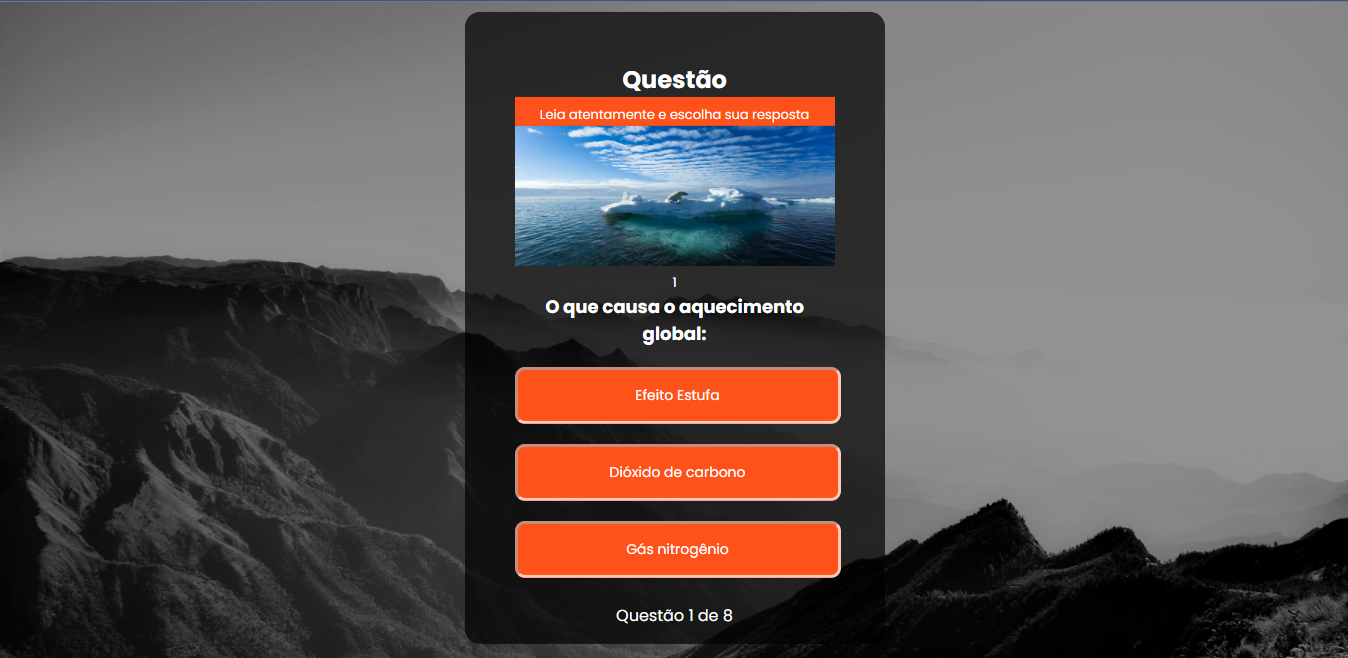 Questão
Leia atentamente e escolha sua resposta
1
O que causa o aquecimento
global:
Efeito Estufa
Dióxido de carbono
Gás nitrogênio
Questão 1 de 8